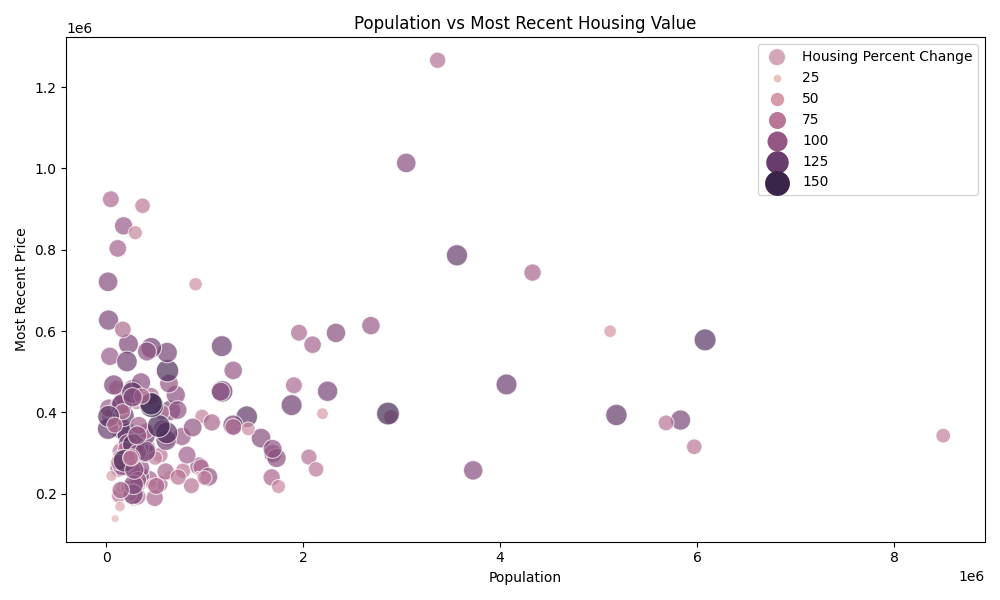 Population vs Most Recent Housing Value
1e6
Most Recent Price
1.2
1.0
0.8
0.6
0.4
0.2
Housing Percent Change
25
50
75
100
125
150
0
2
4
6
8
1e6
Population